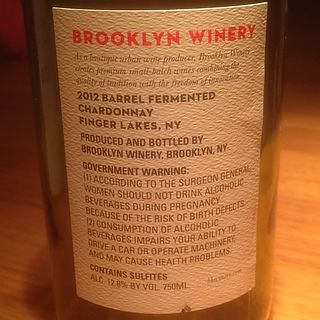 BROOKLYN WINERY
As a boutique urban wine producer, Brooklyn Winery
creates premium small-batch wines combining the
quality of tradition with the freedom of innovation.
2012 BARREL FERMENTED
CHARDONNAY
FINGER LAKES, NY
PRODUCED AND BOTTLED BY
BROOKLYN WINERY, BROOKLYN, NY
GOVERNMENT WARNING:
(1) ACCORDING TO THE SURGEON GENERAL,
WOMEN SHOULD NOT DRINK ALCOHOLIC
BEVERAGES DURING PREGNANCY
BECAUSE OF THE RISK OF BIRTH DEFECTS.
(2) CONSUMPTION OF ALCOHOLIC
BEVERAGES IMPAIRS YOUR ABILITY TO
DRIVE A CAR OR OPERATE MACHINERY,
AND MAY CAUSE HEALTH PROBLEMS.
CONTAINS SULFITES
ALC. 12.8% BY VOL. 750ML